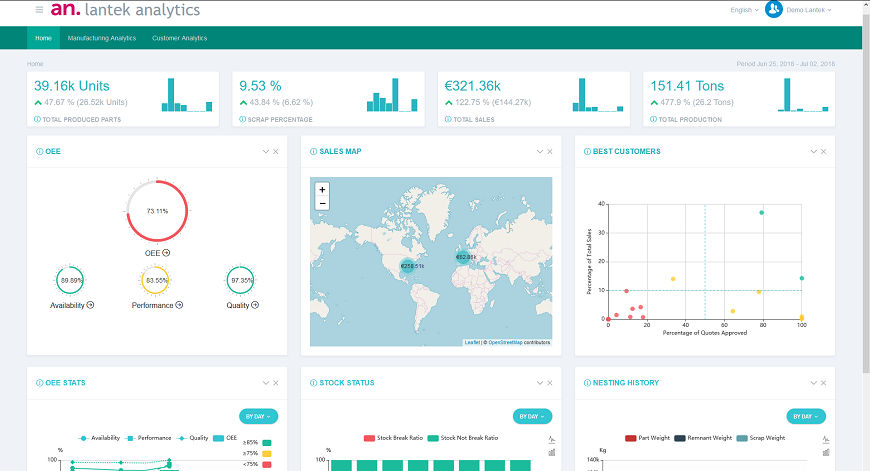 an. lantek analytics
English
Demo Lantek
Home Manufacturing Analytics Customer Analytics
Home
Period Jun 25, 2018 - Jul 02, 2018
39.16k Units
47.67 % (26.52k Units)
TOTAL PRODUCED PARTS
9.53 %
43.84 % (6.62 %)
SCRAP PERCENTAGE
€321.36k
122.75 % (€144.27k)
TOTAL SALES
151.41 Tons
477.9 % (26.2 Tons)
TOTAL PRODUCTION
OEE
73.11%
OEE
89.89%
83.55%
97.35%
Availability
Performance
Quality
SALES MAP
+
−
€258.51k
€62.86k
Leaflet | © OpenStreetMap contributors
BEST CUSTOMERS
Percentage of Total Sales
40
30
20
10
0
0 20 40 60 80 100
Percentage of Quotes Approved
OEE STATS
BY DAY
Availability Performance Quality OEE
≥85%
≥75%
<75%
%
100
STOCK STATUS
BY DAY
Stock Break Ratio Stock Not Break Ratio
%
100
NESTING HISTORY
BY DAY
Part Weight Remnant Weight Scrap Weight
Kg
140k